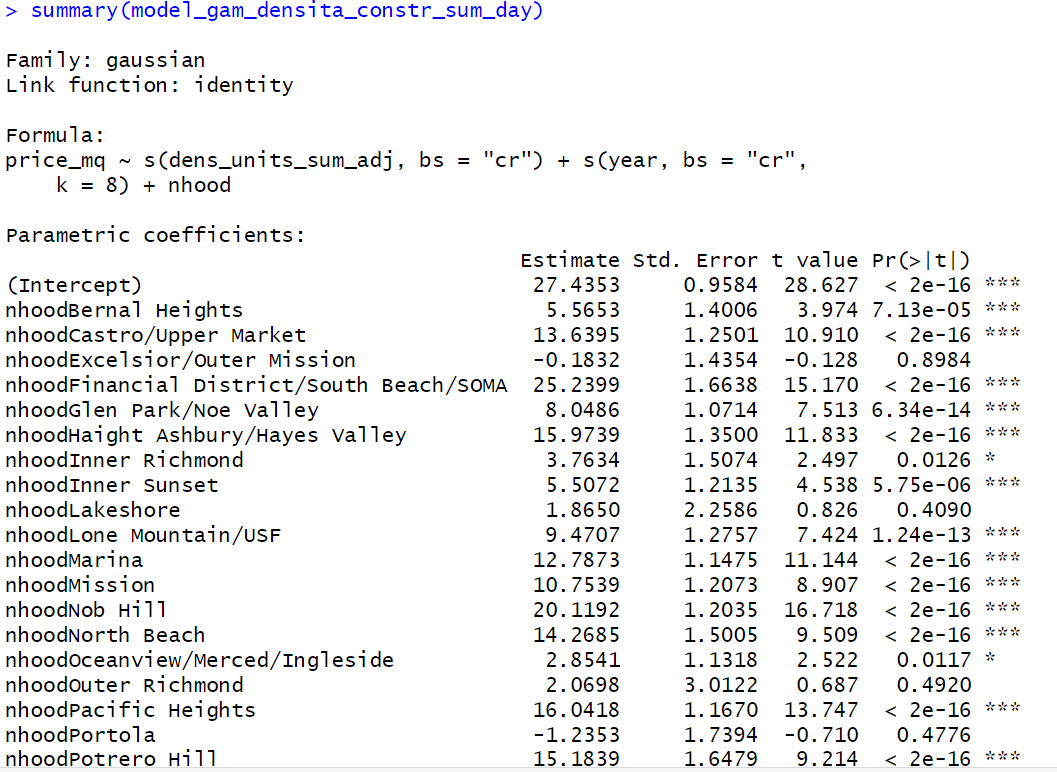 > summary(model_gam_densita_constr_sum_day)
Family: gaussian
Link function: identity
Formula:
price_mq ~ s(dens_units_sum_adj, bs = "cr") + s(year, bs = "cr",
    k = 8) + nhood
Parametric coefficients:
                                         Estimate Std. Error t value Pr(>|t|)
(Intercept)                               27.4353     0.9584  28.627  < 2e-16 ***
nhoodBernal Heights                        5.5653     1.4006   3.974 7.13e-05 ***
nhoodCastro/Upper Market                  13.6395     1.2501  10.910  < 2e-16 ***
nhoodExcelsior/Outer Mission              -0.1832     1.4354  -0.128   0.8984
nhoodFinancial District/South Beach/SOMA  25.2399     1.6638  15.170  < 2e-16 ***
nhoodGlen Park/Noe Valley                  8.0486     1.0714   7.513 6.34e-14 ***
nhoodHaight Ashbury/Hayes Valley          15.9739     1.3500  11.833  < 2e-16 ***
nhoodInner Richmond                        3.7634     1.5074   2.497   0.0126 *
nhoodInner Sunset                          5.5072     1.2135   4.538 5.75e-06 ***
nhoodLakeshore                             1.8650     2.2586   0.826   0.4090
nhoodLone Mountain/USF                     9.4707     1.2757   7.424 1.24e-13 ***
nhoodMarina                               12.7873     1.1475  11.144  < 2e-16 ***
nhoodMission                              10.7539     1.2073   8.907  < 2e-16 ***
nhoodNob Hill                             20.1192     1.2035  16.718  < 2e-16 ***
nhoodNorth Beach                          14.2685     1.5005   9.509  < 2e-16 ***
nhoodOceanview/Merced/Ingleside            2.8541     1.1318   2.522   0.0117 *
nhoodOuter Richmond                        2.0698     3.0122   0.687   0.4920
nhoodPacific Heights                      16.0418     1.1670  13.747  < 2e-16 ***
nhoodPortola                              -1.2353     1.7394  -0.710   0.4776
nhoodPotrero Hill                         15.1839     1.6479   9.214  < 2e-16 ***